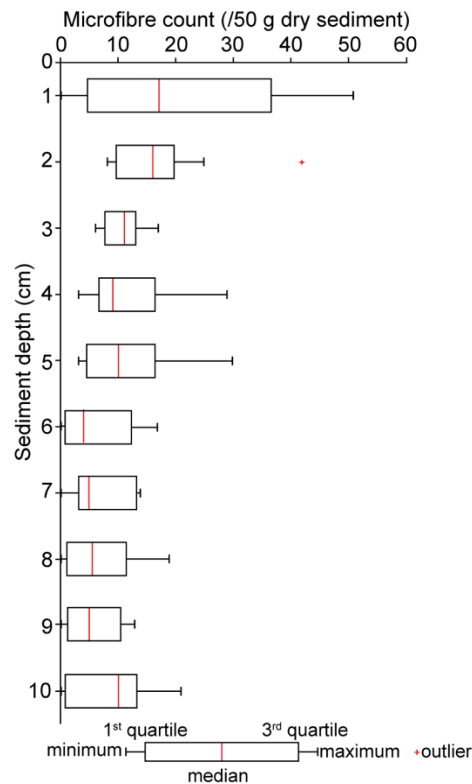 Microfibre count (/50 g dry sediment)
0 10 20 30 40 50 60
Sediment depth (cm)
0
1
2
3
4
5
6
7
8
9
10
1st quartile 3rd quartile
minimum maximum outlier
median